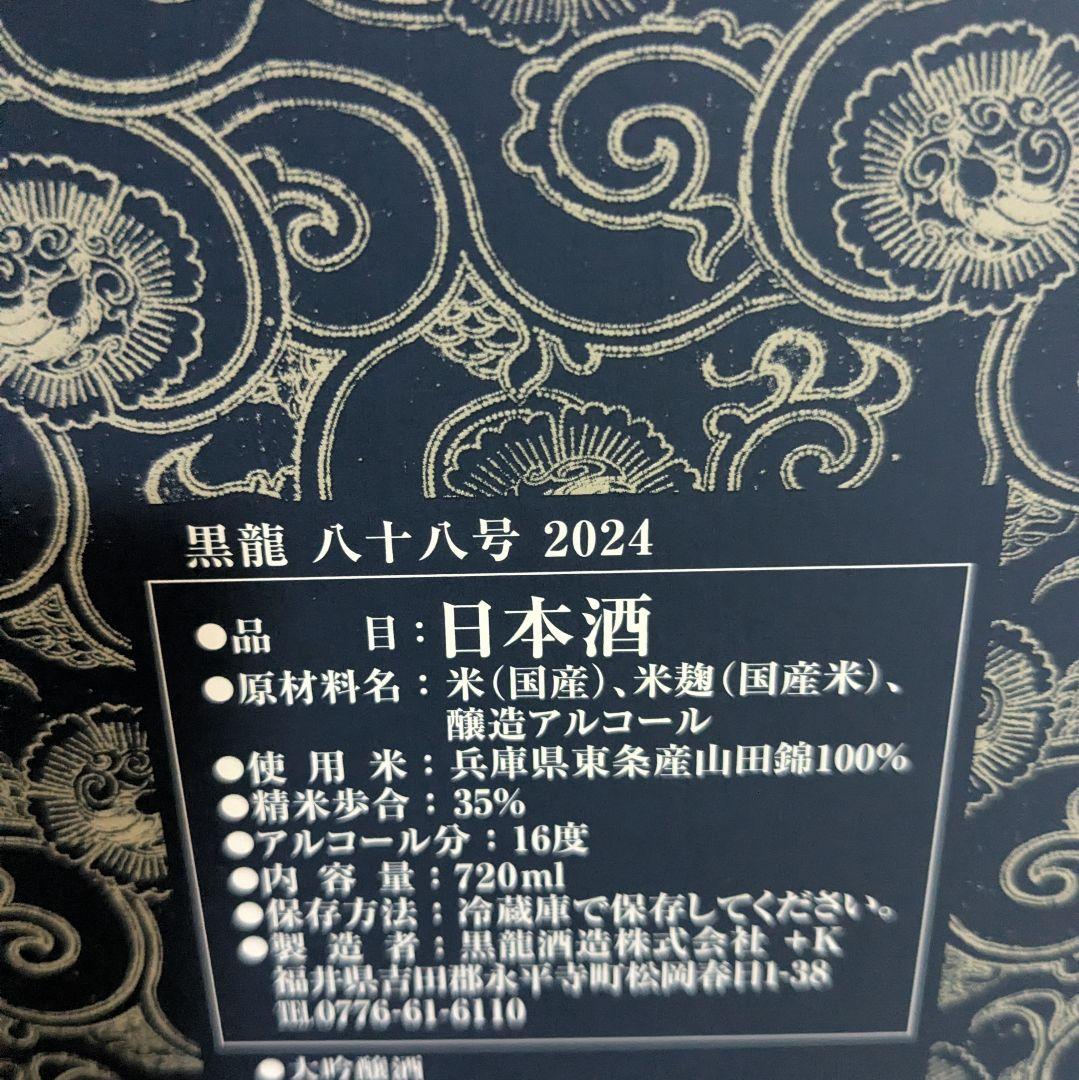 黒龍 八十八号 2024
●品目：日本酒
●原材料名：米（国産）、米麹（国産米）、
醸造アルコール
●使用米：兵庫県東条産山田錦100%
●精米歩合：35%
●アルコール分：16度
●内容量：720ml
●保存方法：冷蔵庫で保存してください。
●製造者：黒龍酒造株式会社 +K
福井県吉田郡永平寺町松岡春日1-38
TEL0776-61-6110
●大吟醸酒